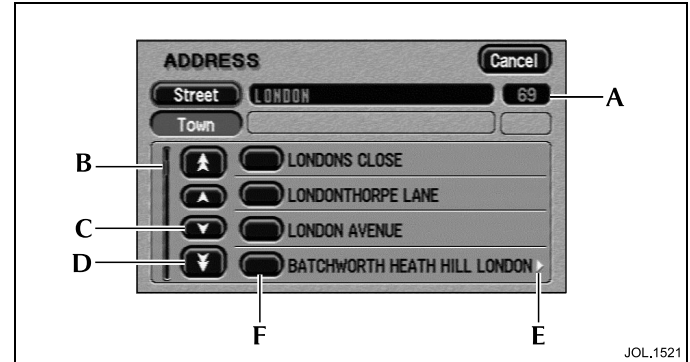 ADDRESS
Cancel
Street LONDON 69
A
Town
B
LONDONS CLOSE
LONDONTHORPE LANE
C
LONDON AVENUE
D
BATCHWORTH HEATH HILL LONDON
F
E
JOL.1521